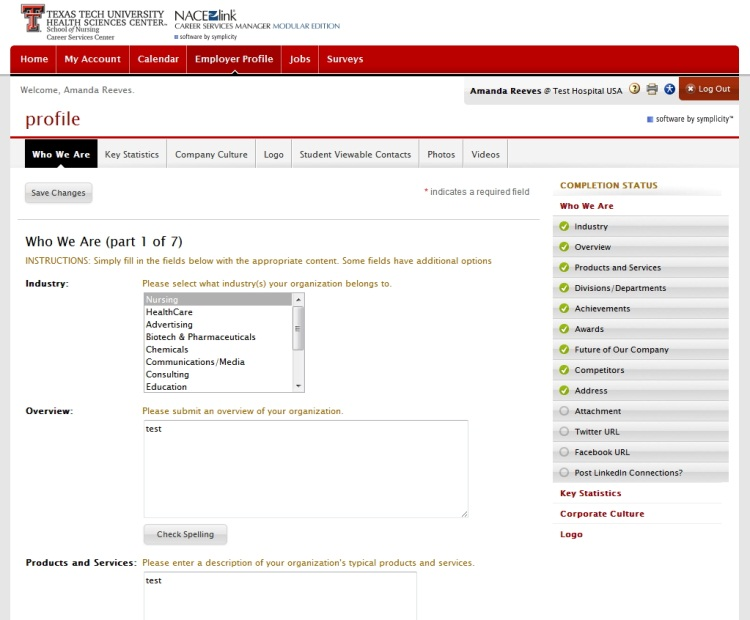 TEXAS TECH UNIVERSITY
HEALTH SCIENCES CENTER
School of Nursing
Career Services Center
NACElink
CAREER SERVICES MANAGER MODULAR EDITION
software by symplicity
Home My Account Calendar Employer Profile Jobs Surveys
Welcome, Amanda Reeves.
Amanda Reeves @ Test Hospital USA ? Log Out
profile
software by symplicity™
Who We Are Key Statistics Company Culture Logo Student Viewable Contacts Photos Videos
Save Changes
* indicates a required field
Who We Are (part 1 of 7)
INSTRUCTIONS: Simply fill in the fields below with the appropriate content. Some fields have additional options
Industry: Please select what industry(s) your organization belongs to.
Nursing
HealthCare
Advertising
Biotech & Pharmaceuticals
Chemicals
Communications/Media
Consulting
Education
Overview: Please submit an overview of your organization.
test
Check Spelling
Products and Services: Please enter a description of your organization's typical products and services.
test
COMPLETION STATUS
Who We Are
Industry
Overview
Products and Services
Divisions/Departments
Achievements
Awards
Future of Our Company
Competitors
Address
Attachment
Twitter URL
Facebook URL
Post LinkedIn Connections?
Key Statistics
Corporate Culture
Logo